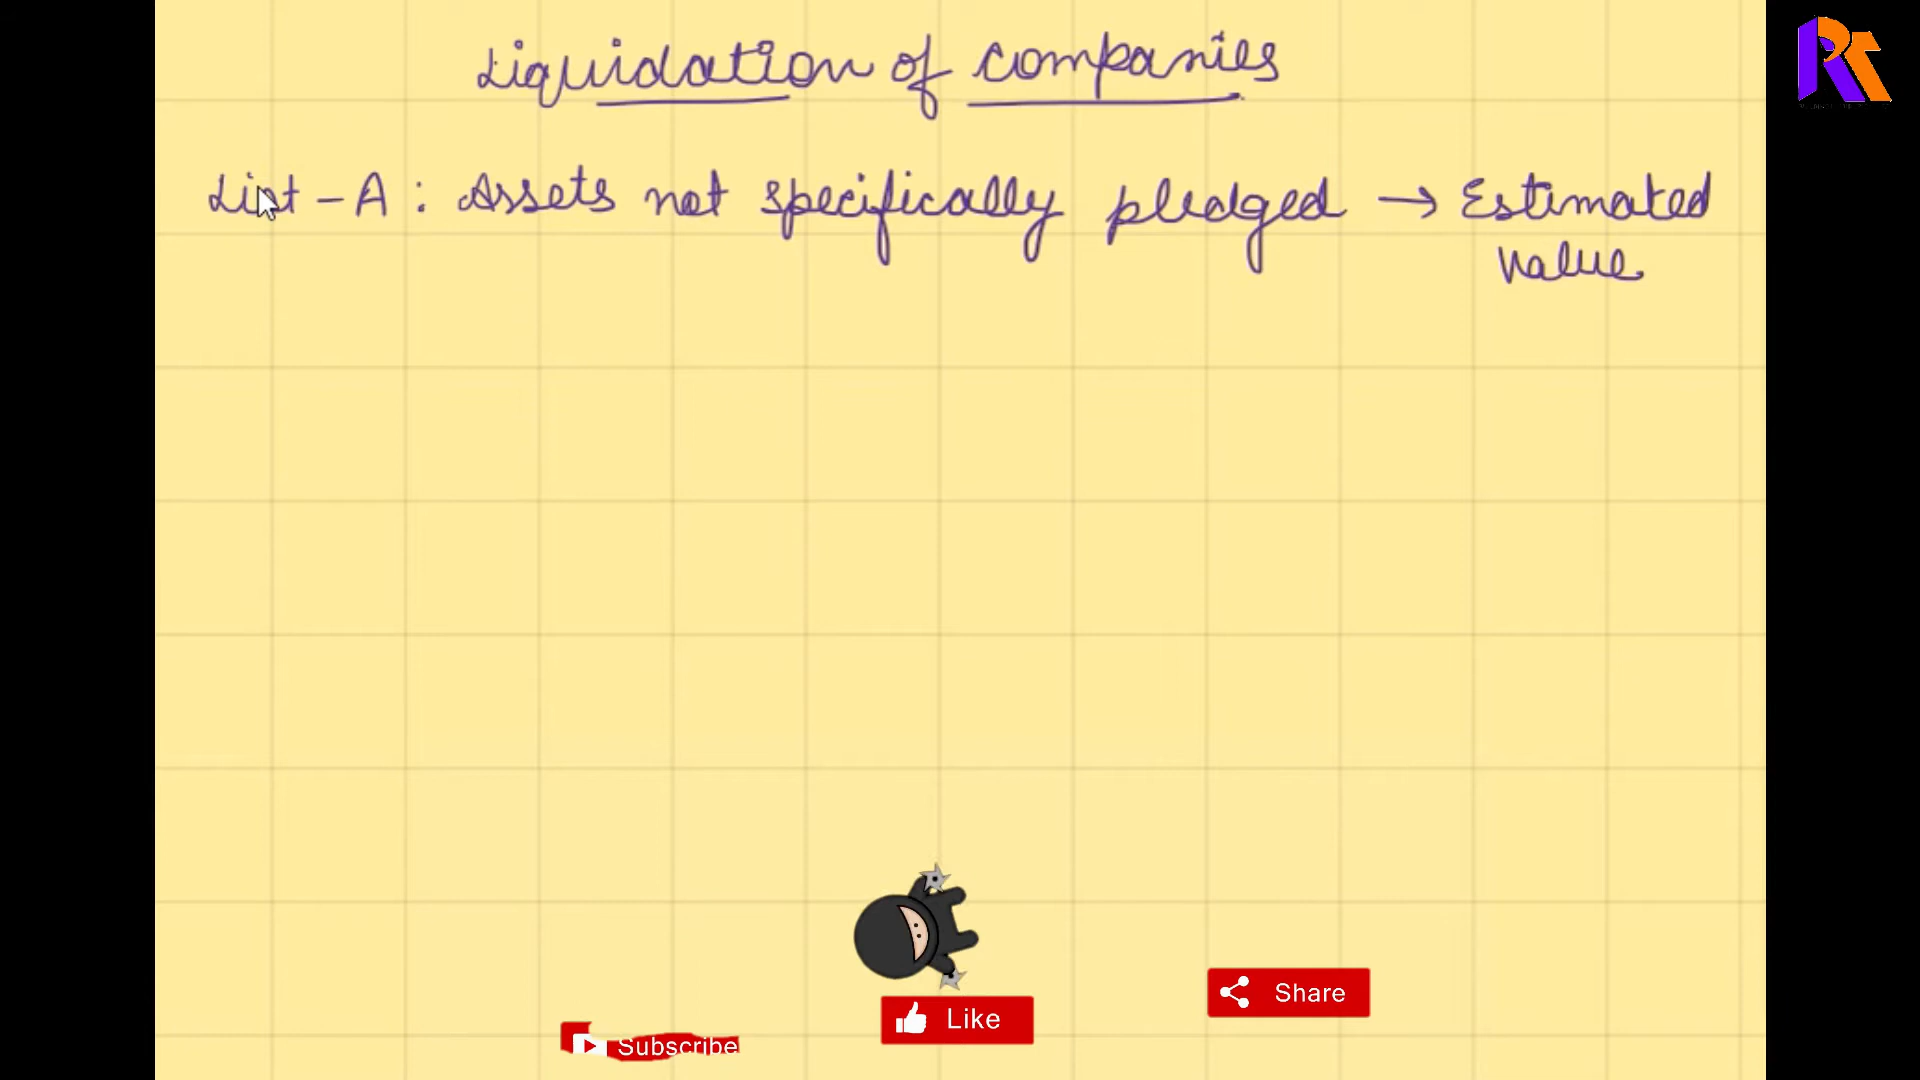 Liquidation of companies
List - A : Assets not specifically pledged → Estimated
value
Like
Share
Subscribe